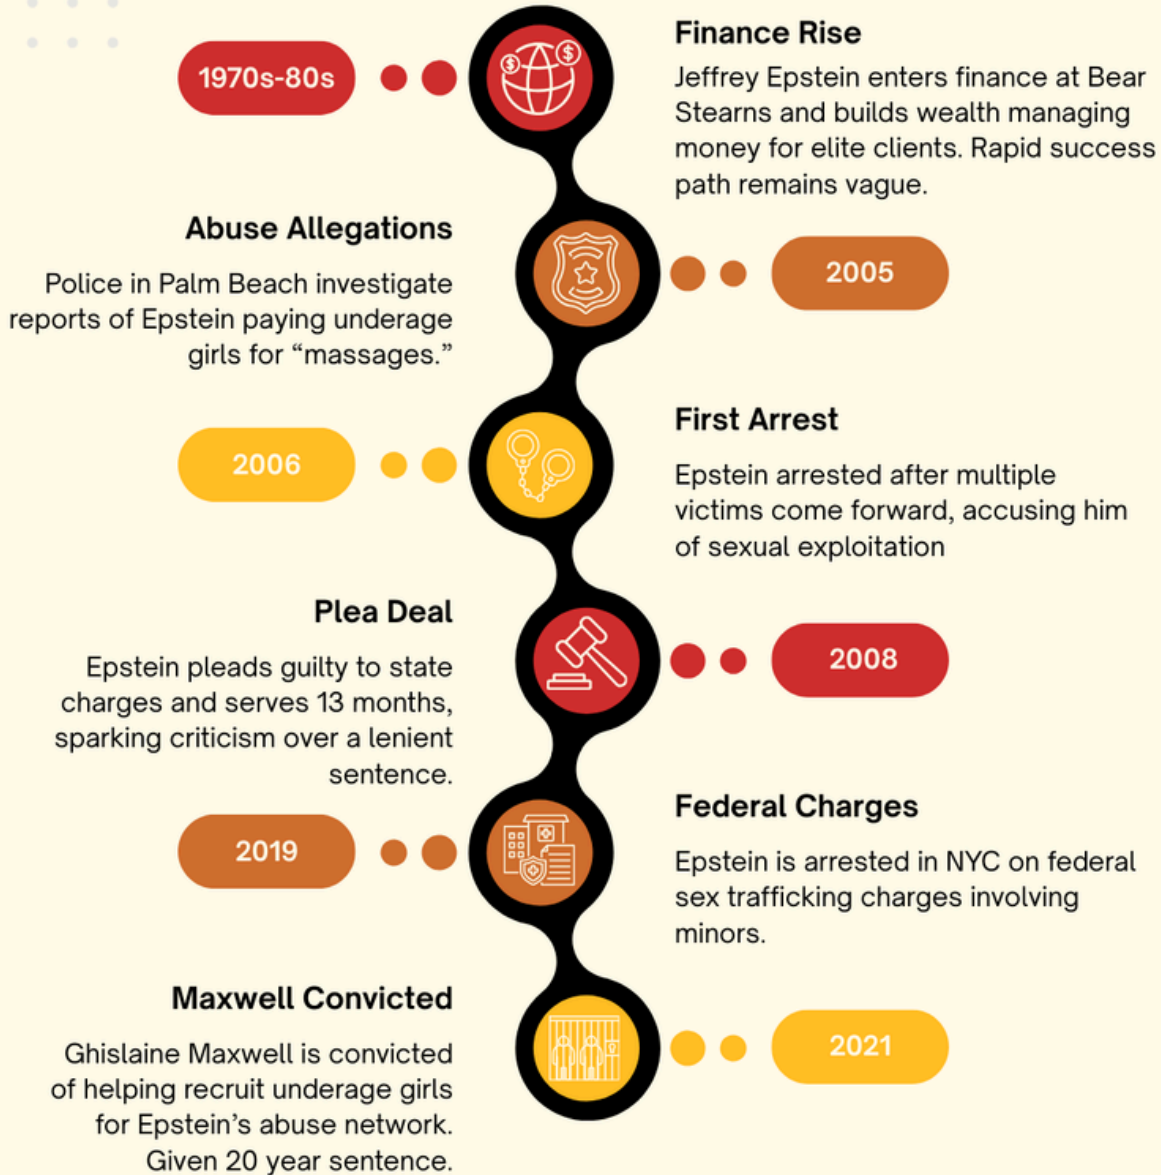 1970s-80s
Finance Rise
Jeffrey Epstein enters finance at Bear
Stearns and builds wealth managing
money for elite clients. Rapid success
path remains vague.
Abuse Allegations
Police in Palm Beach investigate
reports of Epstein paying underage
girls for “massages.”
2005
2006
First Arrest
Epstein arrested after multiple
victims come forward, accusing him
of sexual exploitation
Plea Deal
Epstein pleads guilty to state
charges and serves 13 months,
sparking criticism over a lenient
sentence.
2008
2019
Federal Charges
Epstein is arrested in NYC on federal
sex trafficking charges involving
minors.
Maxwell Convicted
Ghislaine Maxwell is convicted
of helping recruit underage girls
for Epstein’s abuse network.
Given 20 year sentence.
2021